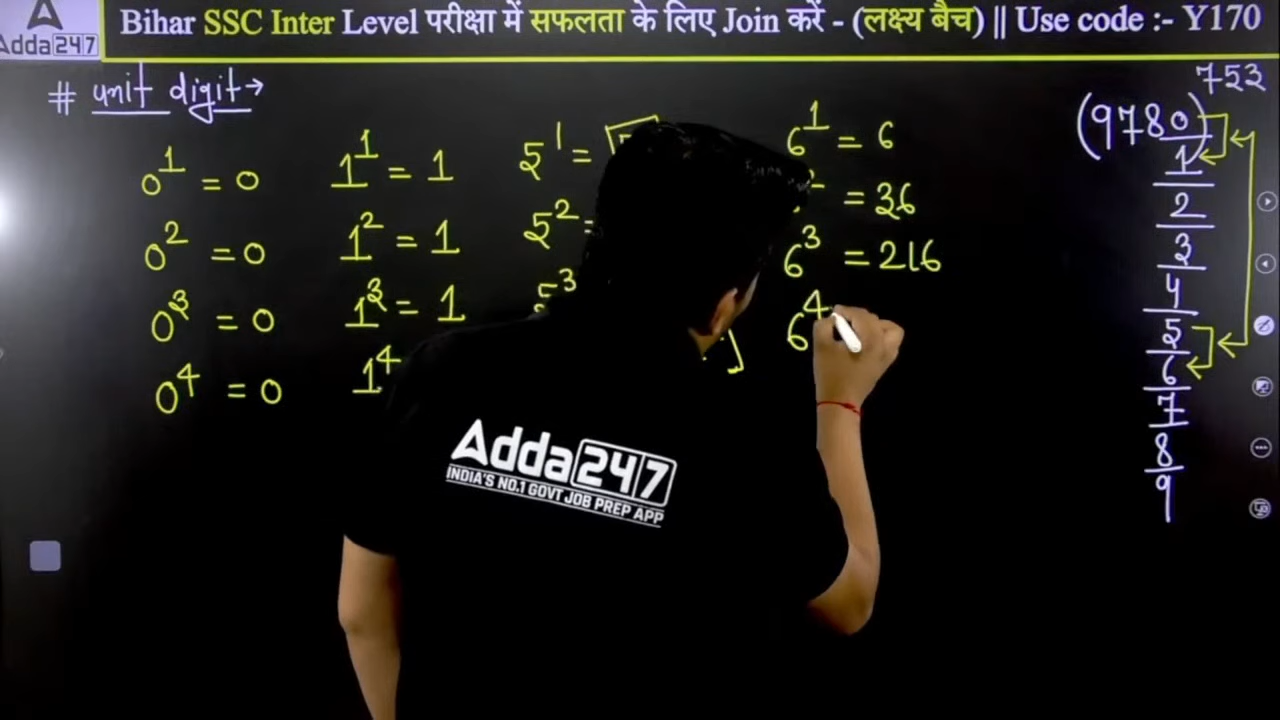 Bihar SSC Inter Level परीक्षा में सफलता के लिए Join करें - (लक्ष्य बैच) || Use code :- Y170
Adda247
# unit digit →
0¹ = 0
0² = 0
0³ = 0
0⁴ = 0
1¹ = 1
1² = 1
1³ = 1
1⁴
5¹ =
5² =
5³
6¹ = 6
= 36
6³ = 216
6⁴
(9780)⁷⁵³
1
2
3
4
5
6
7
8
9
Adda247
INDIA'S NO.1 GOVT JOB PREP APP